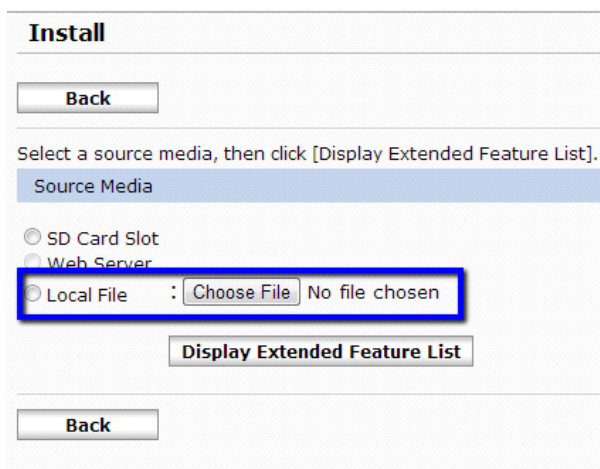 Install
Back
Select a source media, then click [Display Extended Feature List].
Source Media
SD Card Slot
Web Server
Local File : Choose File No file chosen
Display Extended Feature List
Back